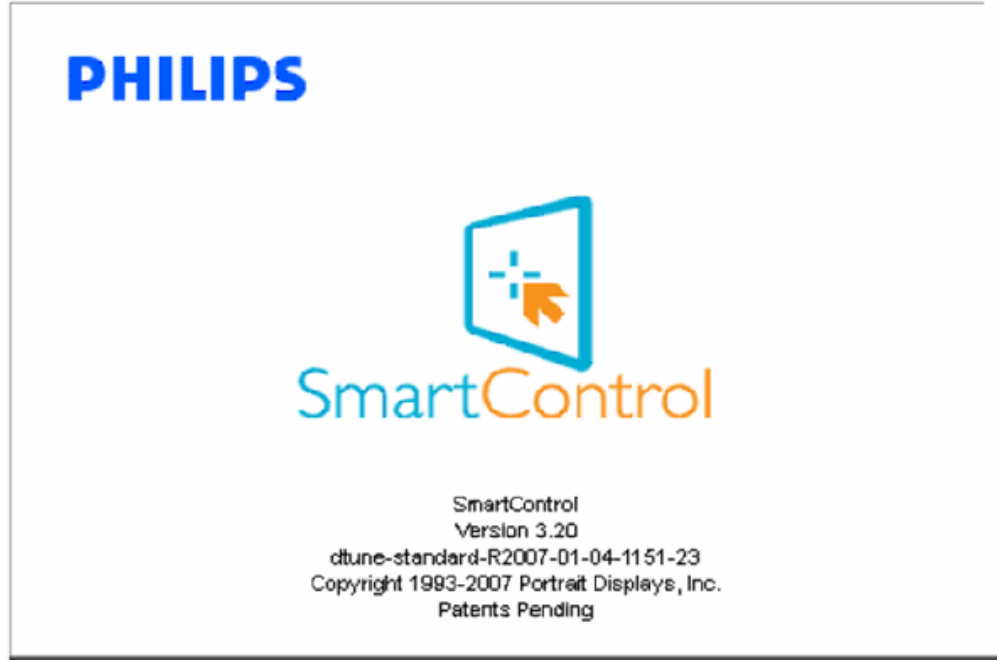 PHILIPS
SmartControl
SmartControl
Version 3.20
dtune-standard-R2007-01-04-1151-23
Copyright 1993-2007 Portrait Displays, Inc.
Patents Pending